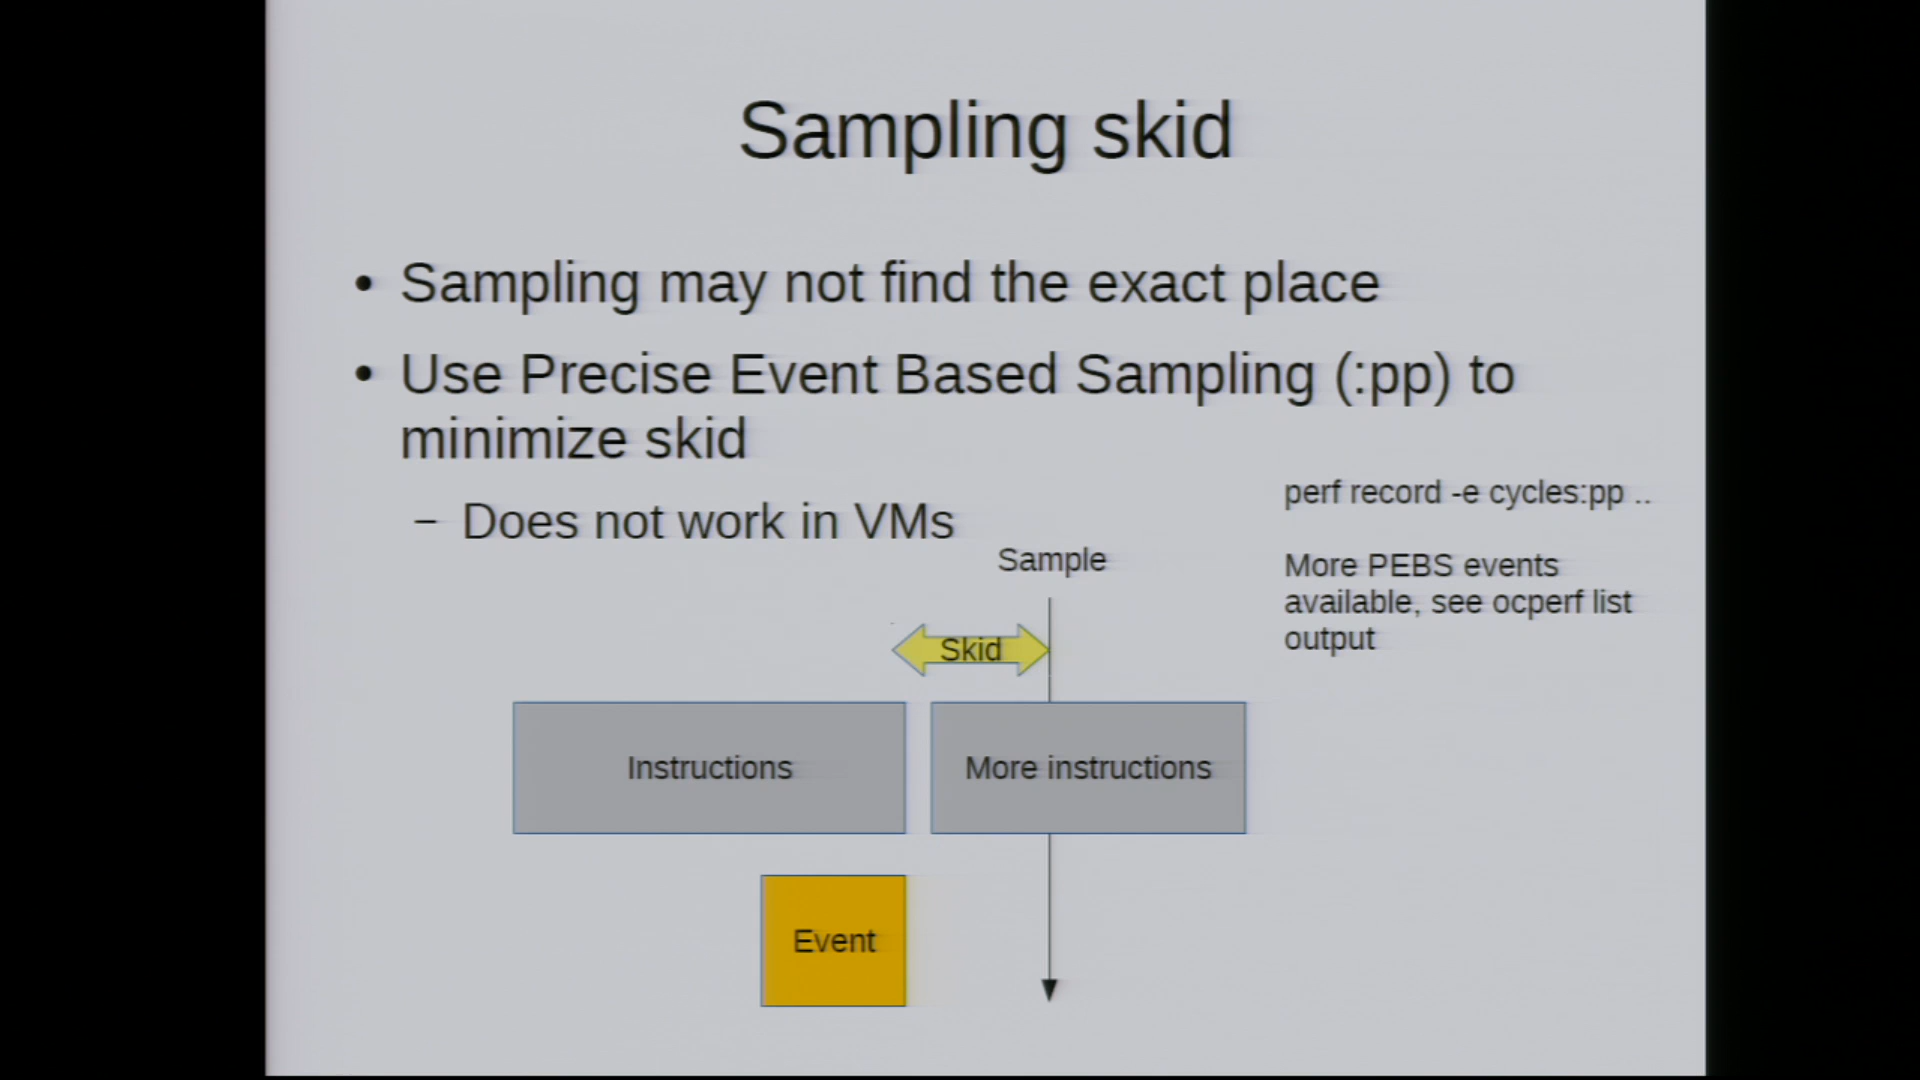 Sampling skid
• Sampling may not find the exact place
• Use Precise Event Based Sampling (:pp) to
minimize skid
– Does not work in VMs
perf record -e cycles:pp ..
More PEBS events
available, see ocperf list
output
Sample
Skid
Instructions
More instructions
Event